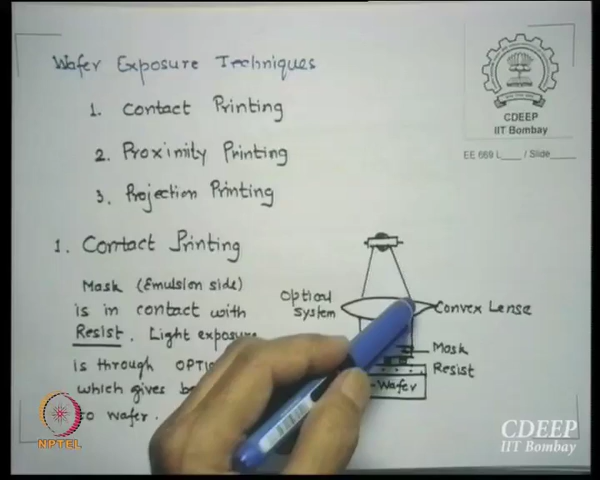 Wafer Exposure Techniques
1. Contact Printing
2. Proximity Printing
3. Projection Printing
1. Contact Printing
Mask (Emulsion side)
is in contact with
Resist. Light exposure
is through
which gives
to wafer.
Optical
system
Convex Lense
Mask
Resist
Wafer
CDEEP
IIT Bombay
EE 669 L____ / Slide____
NPTEL
CDEEP
IIT Bombay